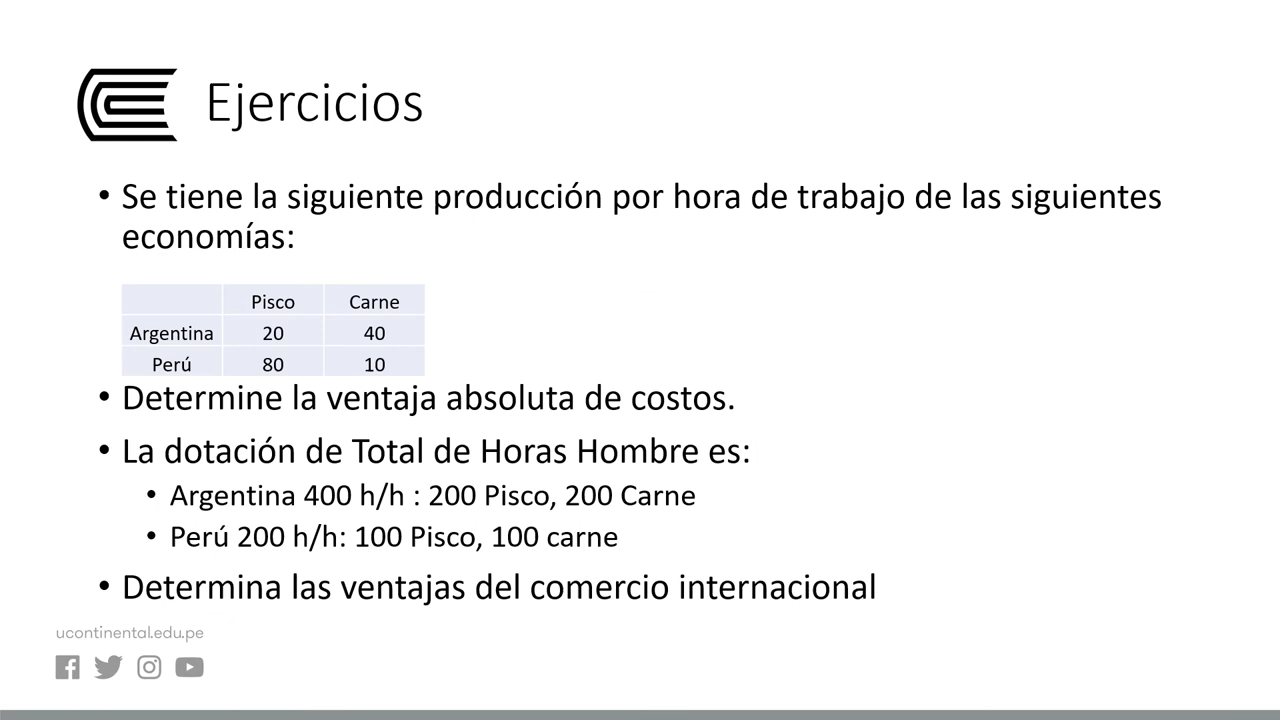 Ejercicios
• Se tiene la siguiente producción por hora de trabajo de las siguientes
economías:
Pisco Carne
Argentina 20 40
Perú 80 10
• Determine la ventaja absoluta de costos.
• La dotación de Total de Horas Hombre es:
• Argentina 400 h/h : 200 Pisco, 200 Carne
• Perú 200 h/h: 100 Pisco, 100 carne
• Determina las ventajas del comercio internacional
ucontinental.edu.pe